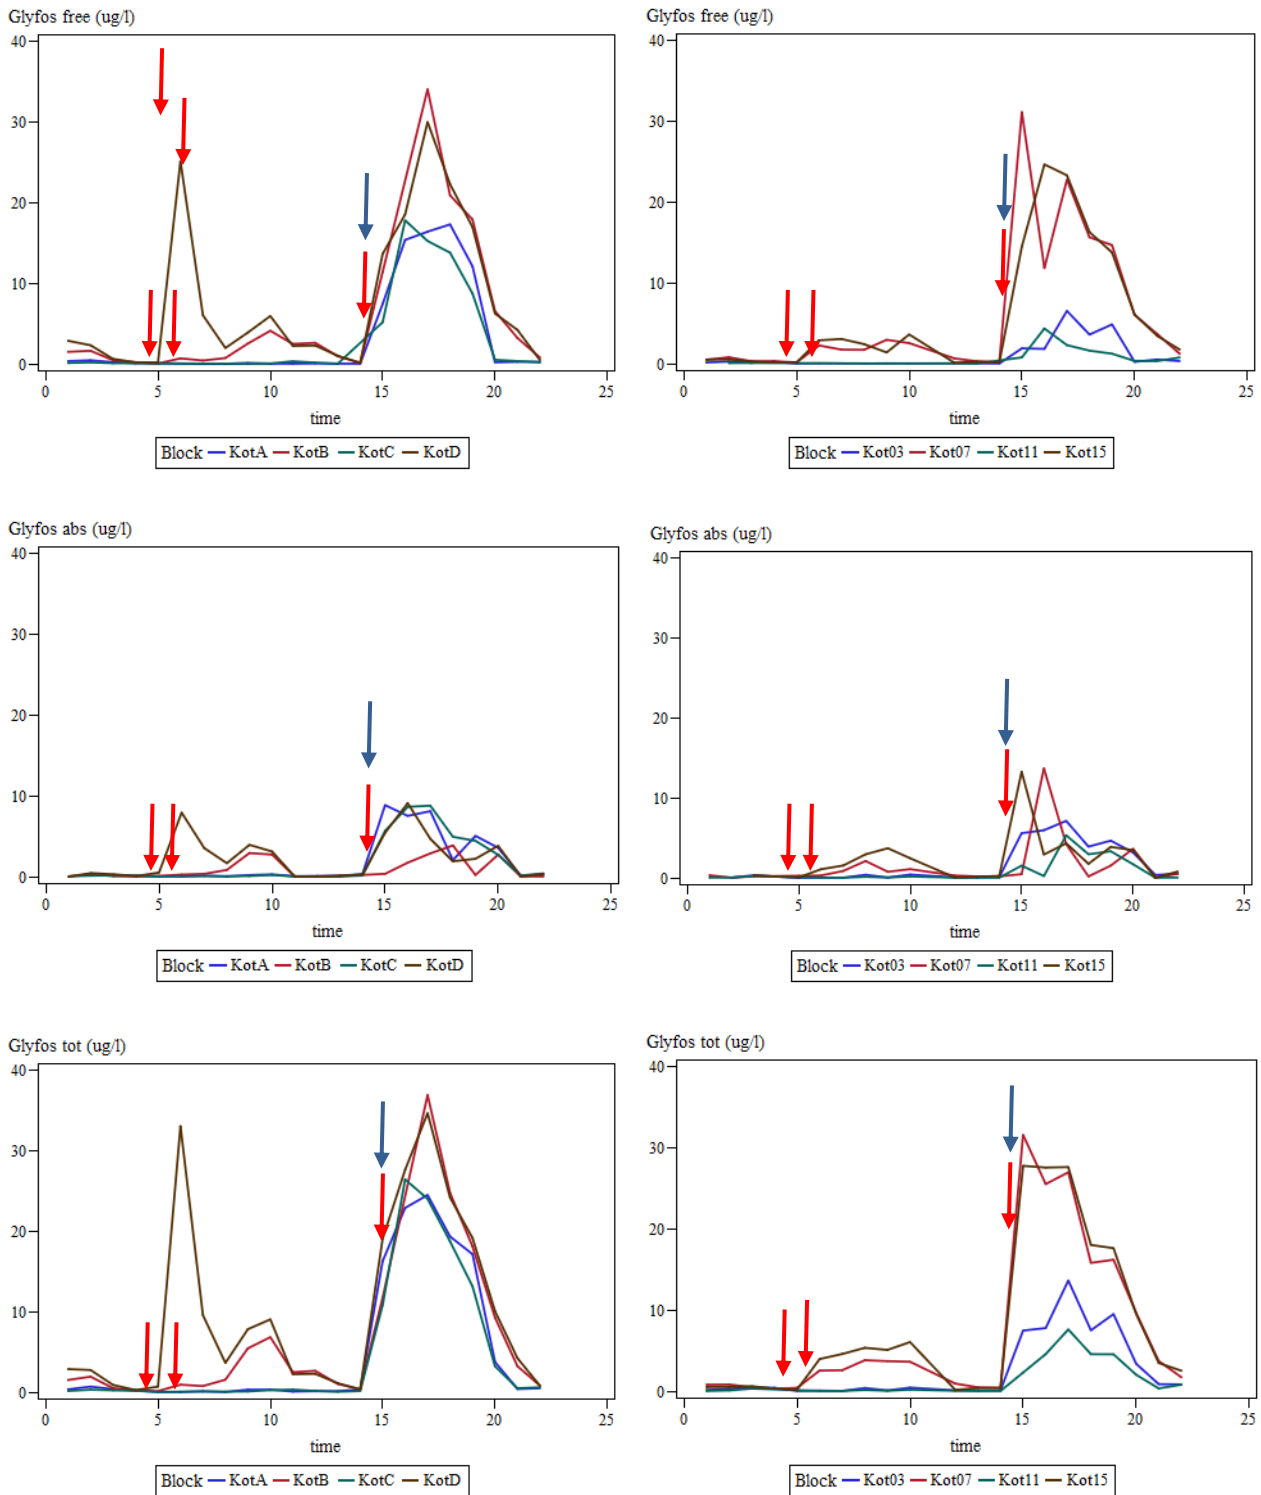 Glyfos free (ug/l)
40
30
20
10
0
0 5 10 15 20 25
time
Block KotA KotB KotC KotD
Glyfos free (ug/l)
40
30
20
10
0
0 5 10 15 20 25
time
Block Kot03 Kot07 Kot11 Kot15
Glyfos abs (ug/l)
40
30
20
10
0
0 5 10 15 20 25
time
Block KotA KotB KotC KotD
Glyfos abs (ug/l)
40
30
20
10
0
0 5 10 15 20 25
time
Block Kot03 Kot07 Kot11 Kot15
Glyfos tot (ug/l)
40
30
20
10
0
0 5 10 15 20 25
time
Block KotA KotB KotC KotD
Glyfos tot (ug/l)
40
30
20
10
0
0 5 10 15 20 25
time
Block Kot03 Kot07 Kot11 Kot15